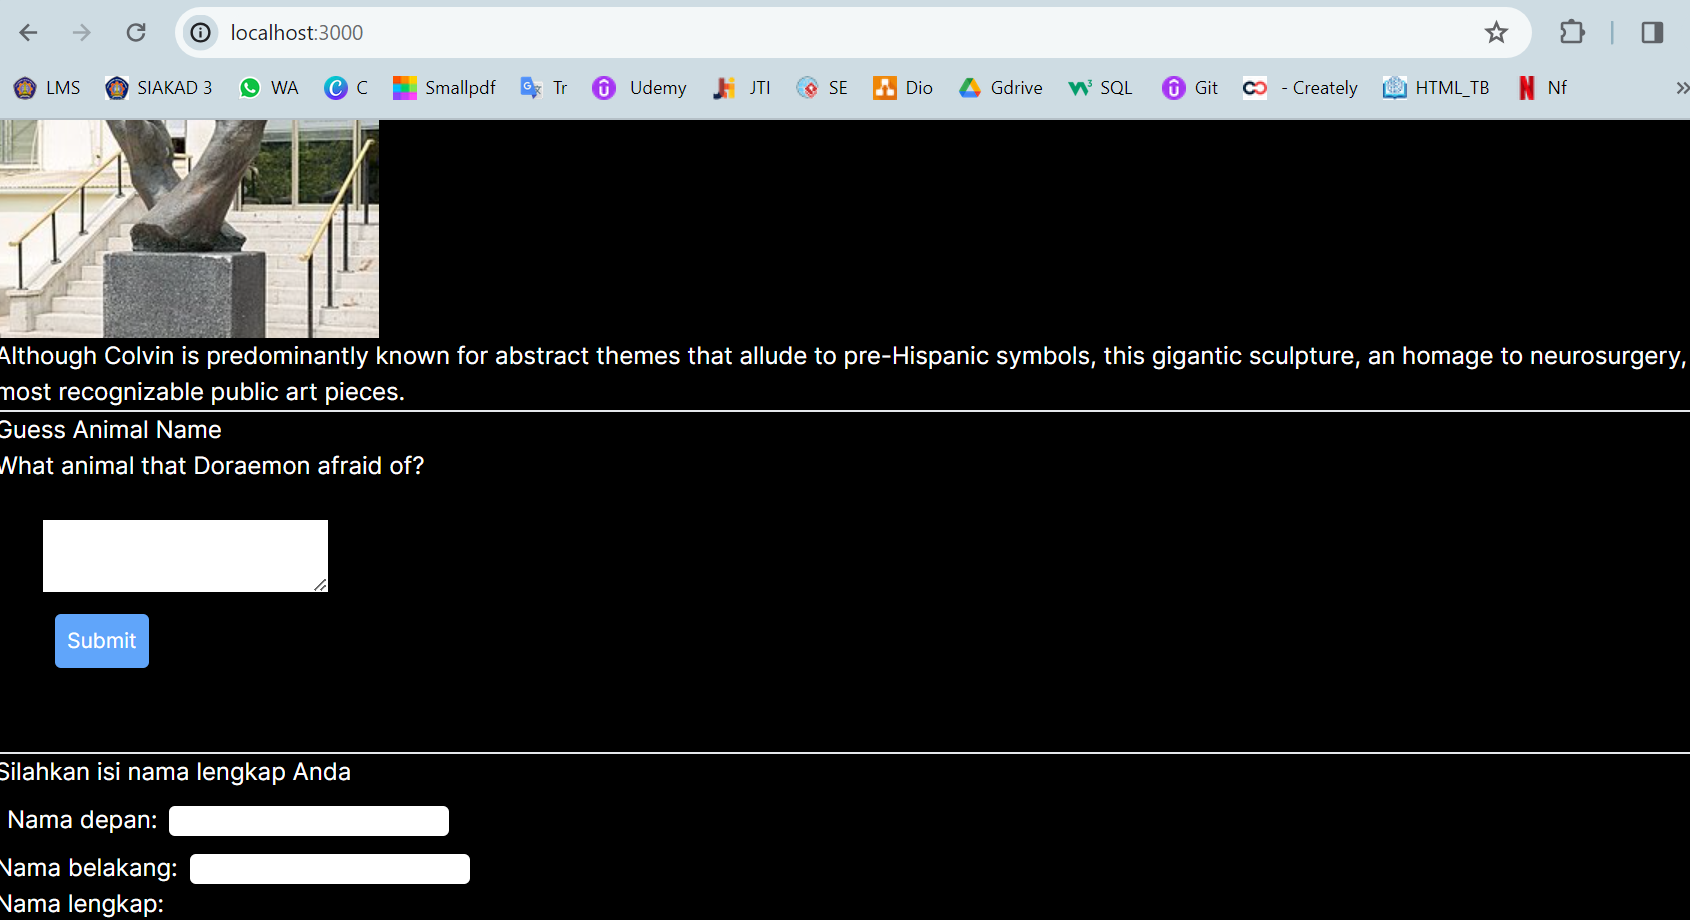 localhost:3000
LMS SIAKAD 3 WA C Smallpdf Tr Udemy JTI SE Dio Gdrive SQL Git - Creately HTML_TB Nf »
Although Colvin is predominantly known for abstract themes that allude to pre-Hispanic symbols, this gigantic sculpture, an homage to neurosurgery,
most recognizable public art pieces.
Guess Animal Name
What animal that Doraemon afraid of?
Submit
Silahkan isi nama lengkap Anda
Nama depan:
Nama belakang:
Nama lengkap: